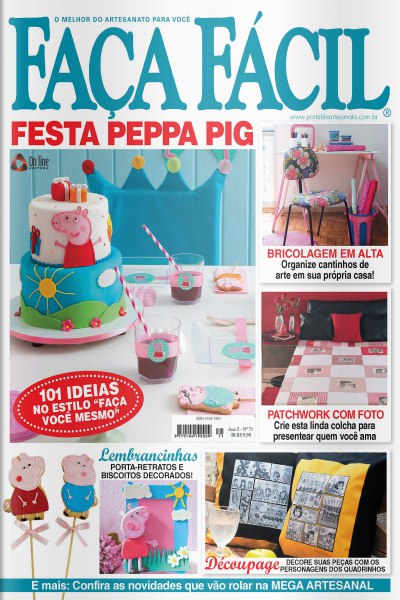 O MELHOR DO ARTESANATO PARA VOCÊ
FAÇA FÁCIL
®
www.portaldeartesanato.com.br
FESTA PEPPA PIG
On line
EDITORA
BRICOLAGEM EM ALTA
Organize cantinhos de
arte em sua própria casa!
PATCHWORK COM FOTO
Crie esta linda colcha para
presentear quem você ama
101 IDEIAS
NO ESTILO “FAÇA
VOCÊ MESMO”
Ano 5 - Nº 71
R$ 9,99
Lembrancinhas
PORTA-RETRATOS E
BISCOITOS DECORADOS!
Découpage
DECORE SUAS PEÇAS COM OS
PERSONAGENS DOS QUADRINHOS
E mais: Confira as novidades que vão rolar na MEGA ARTESANAL